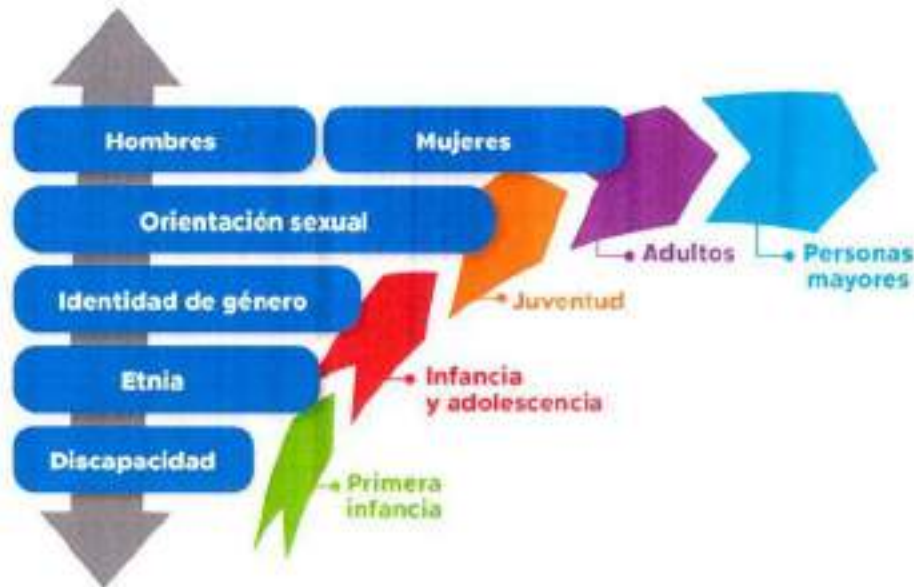 Hombres
Mujeres
Orientación sexual
Identidad de género
Etnia
Discapacidad
Adultos
Personas
mayores
Juventud
Infancia
y adolescencia
Primera
infancia